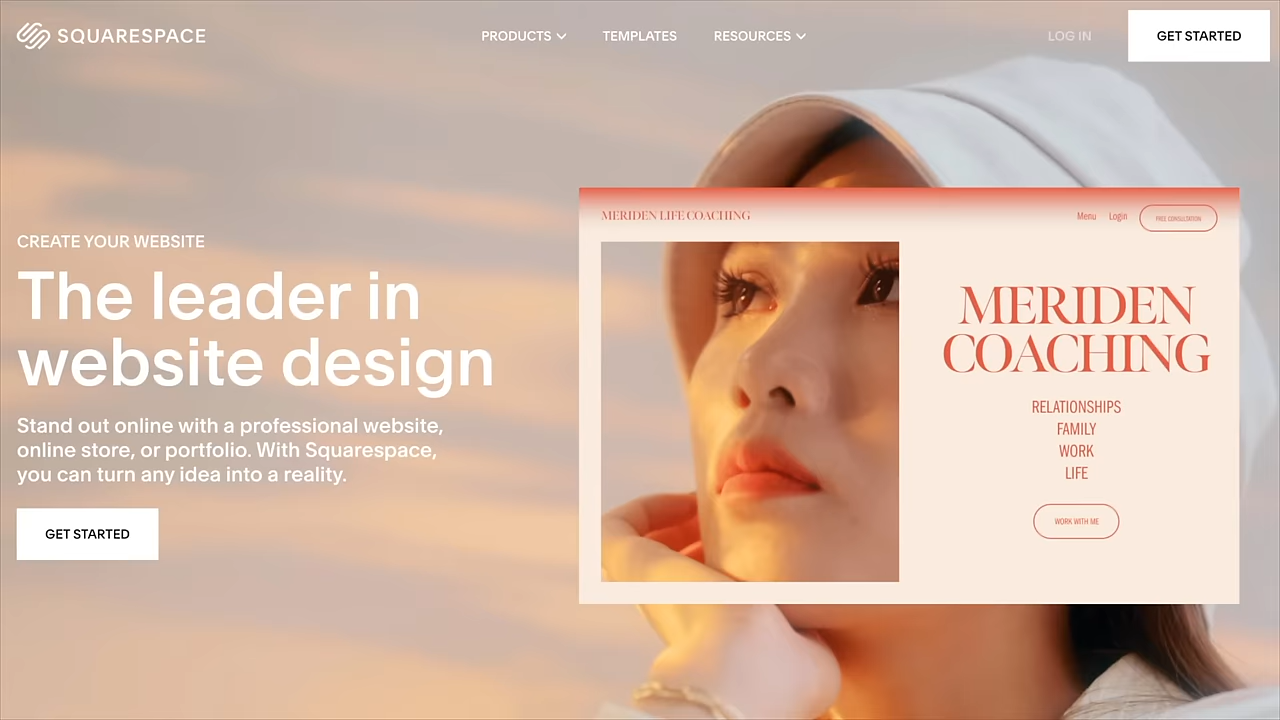 SQUARESPACE
PRODUCTS
TEMPLATES
RESOURCES
LOG IN
GET STARTED
CREATE YOUR WEBSITE
The leader in
website design
Stand out online with a professional website,
online store, or portfolio. With Squarespace,
you can turn any idea into a reality.
GET STARTED
MERIDEN LIFE COACHING
Menu
Login
FREE CONSULTATION
MERIDEN
COACHING
RELATIONSHIPS
FAMILY
WORK
LIFE
WORK WITH ME